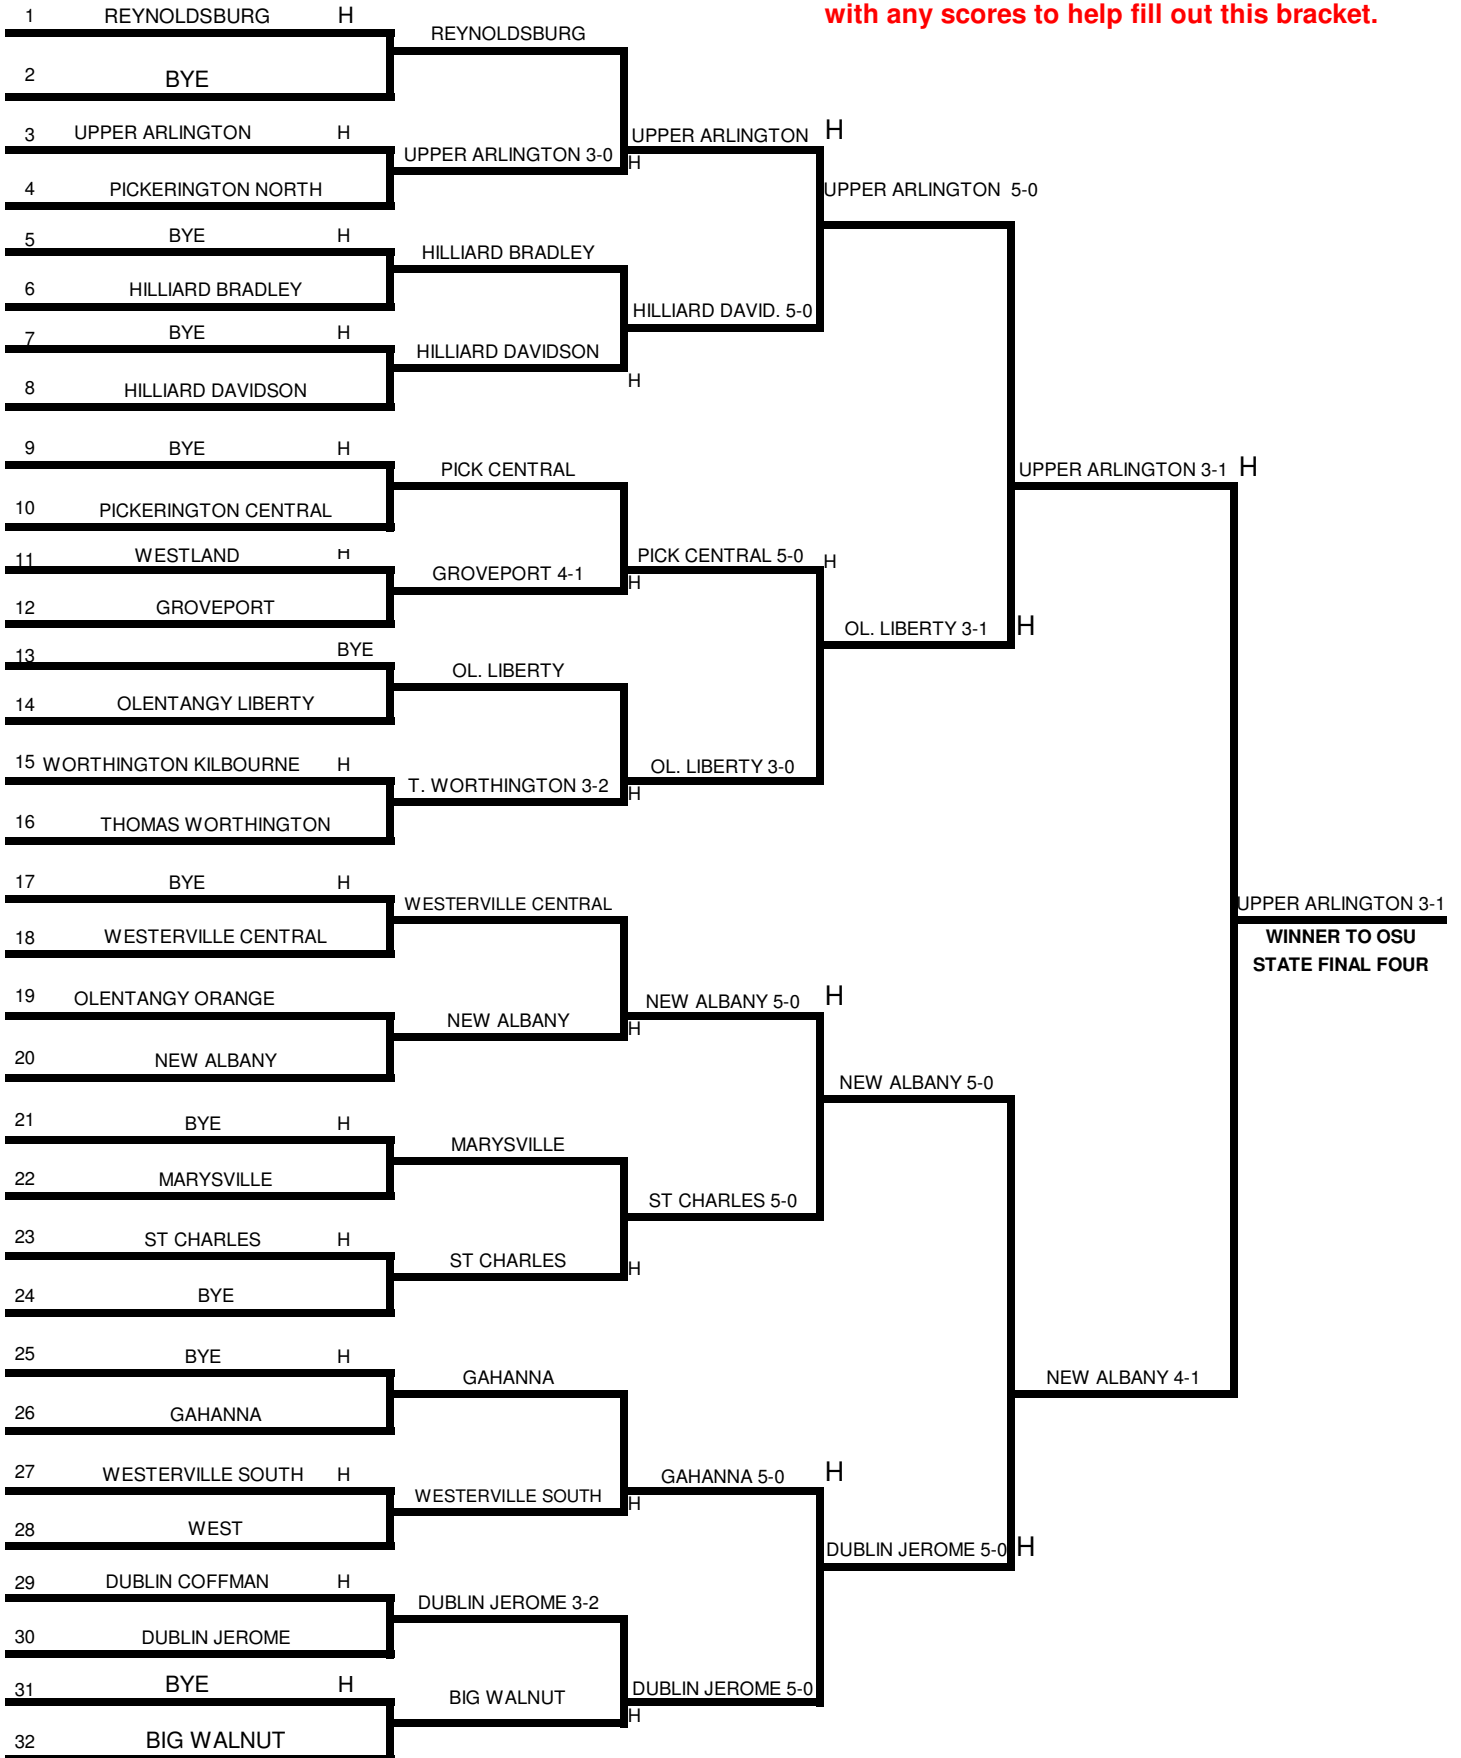 with any scores to help fill out this bracket.
1 REYNOLDSBURG H
REYNOLDSBURG
2 BYE
3 UPPER ARLINGTON H
UPPER ARLINGTON H
UPPER ARLINGTON 3-0 H
4 PICKERINGTON NORTH
UPPER ARLINGTON 5-0
5 BYE H
HILLIARD BRADLEY
6 HILLIARD BRADLEY
HILLIARD DAVID. 5-0
7 BYE H
HILLIARD DAVIDSON
H
8 HILLIARD DAVIDSON
9 BYE H
PICK CENTRAL
UPPER ARLINGTON 3-1 H
10 PICKERINGTON CENTRAL
11 WESTLAND H
PICK CENTRAL 5-0 H
GROVEPORT 4-1 H
12 GROVEPORT
OL. LIBERTY 3-1 H
13 BYE
OL. LIBERTY
14 OLENTANGY LIBERTY
15 WORTHINGTON KILBOURNE H
OL. LIBERTY 3-0
T. WORTHINGTON 3-2 H
16 THOMAS WORTHINGTON
17 BYE H
WESTERVILLE CENTRAL
UPPER ARLINGTON 3-1
18 WESTERVILLE CENTRAL
WINNER TO OSU
STATE FINAL FOUR
19 OLENTANGY ORANGE
NEW ALBANY 5-0 H
NEW ALBANY H
20 NEW ALBANY
NEW ALBANY 5-0
21 BYE H
MARYSVILLE
22 MARYSVILLE
ST CHARLES 5-0
23 ST CHARLES H
ST CHARLES H
24 BYE
25 BYE H
GAHANNA
NEW ALBANY 4-1
26 GAHANNA
27 WESTERVILLE SOUTH H
GAHANNA 5-0 H
WESTERVILLE SOUTH H
28 WEST
DUBLIN JEROME 5-0 H
29 DUBLIN COFFMAN H
DUBLIN JEROME 3-2
30 DUBLIN JEROME
31 BYE H
DUBLIN JEROME 5-0
BIG WALNUT H
32 BIG WALNUT